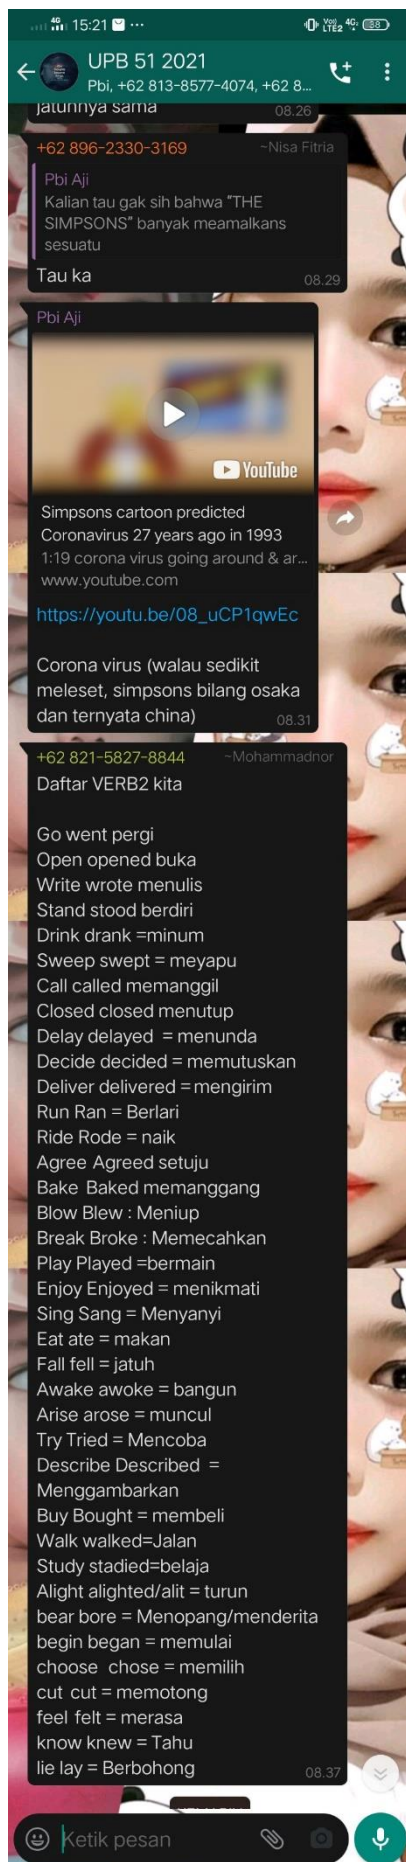 4G 15:21
Vo)) LTE2 4G 38
UPB 51 2021
Pbi, +62 813-8577-4074, +62 8...
jatuhnya sama 08.26
+62 896-2330-3169 ~Nisa Fitria
Pbi Aji
Kalian tau gak sih bahwa "THE
SIMPSONS" banyak meamalkans
sesuatu
Tau ka 08.29
Pbi Aji
YouTube
Simpsons cartoon predicted
Coronavirus 27 years ago in 1993
1:19 corona virus going around & ar...
www.youtube.com
https://youtu.be/08_uCP1qwEc
Corona virus (walau sedikit
meleset, simpsons bilang osaka
dan ternyata china) 08.31
+62 821-5827-8844 ~Mohammadnor
Daftar VERB2 kita
Go went pergi
Open opened buka
Write wrote menulis
Stand stood berdiri
Drink drank =minum
Sweep swept = meyapu
Call called memanggil
Closed closed menutup
Delay delayed = menunda
Decide decided = memutuskan
Deliver delivered =mengirim
Run Ran = Berlari
Ride Rode = naik
Agree Agreed setuju
Bake Baked memanggang
Blow Blew : Meniup
Break Broke : Memecahkan
Play Played =bermain
Enjoy Enjoyed = menikmati
Sing Sang = Menyanyi
Eat ate = makan
Fall fell = jatuh
Awake awoke = bangun
Arise arose = muncul
Try Tried = Mencoba
Describe Described =
Menggambarkan
Buy Bought = membeli
Walk walked=Jalan
Study stadied=belaja
Alight alighted/alit = turun
bear bore = Menopang/menderita
begin began = memulai
choose chose = memilih
cut cut = memotong
feel felt = merasa
know knew = Tahu
lie lay = Berbohong 08.37
Ketik pesan